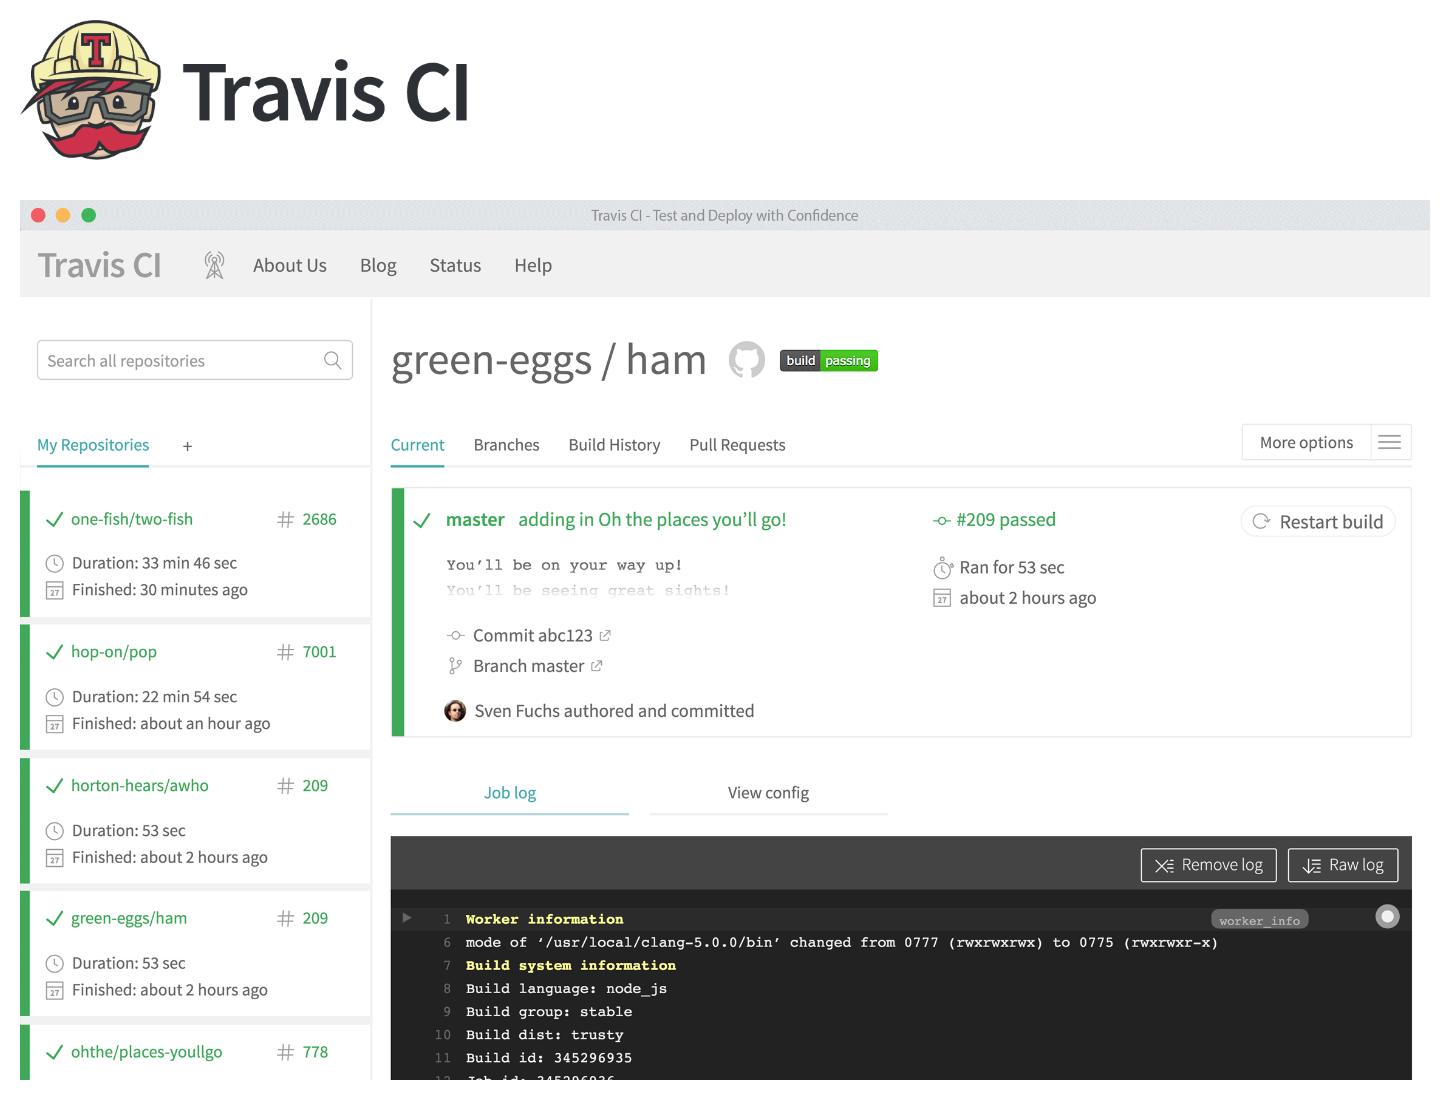 T
Travis CI
Travis CI - Test and Deploy with Confidence
Travis CI About Us Blog Status Help
Search all repositories
My Repositories +
one-fish/two-fish # 2686
Duration: 33 min 46 sec
27 Finished: 30 minutes ago
hop-on/pop # 7001
Duration: 22 min 54 sec
27 Finished: about an hour ago
horton-hears/awho # 209
Duration: 53 sec
27 Finished: about 2 hours ago
green-eggs/ham # 209
Duration: 53 sec
27 Finished: about 2 hours ago
ohthe/places-youllgo # 778
green-eggs / ham build passing
Current Branches Build History Pull Requests More options
master adding in Oh the places you’ll go!
You’ll be on your way up!
You’ll be seeing great sights!
Commit abc123
Branch master
Sven Fuchs authored and committed
#209 passed
Ran for 53 sec
27 about 2 hours ago
Restart build
Job log View config
Remove log Raw log
1 Worker information worker_info
6 mode of ‘/usr/local/clang-5.0.0/bin’ changed from 0777 (rwxrwxrwx) to 0775 (rwxrwxr-x)
7 Build system information
8 Build language: node_js
9 Build group: stable
10 Build dist: trusty
11 Build id: 345296935
12 Job id: 345296936